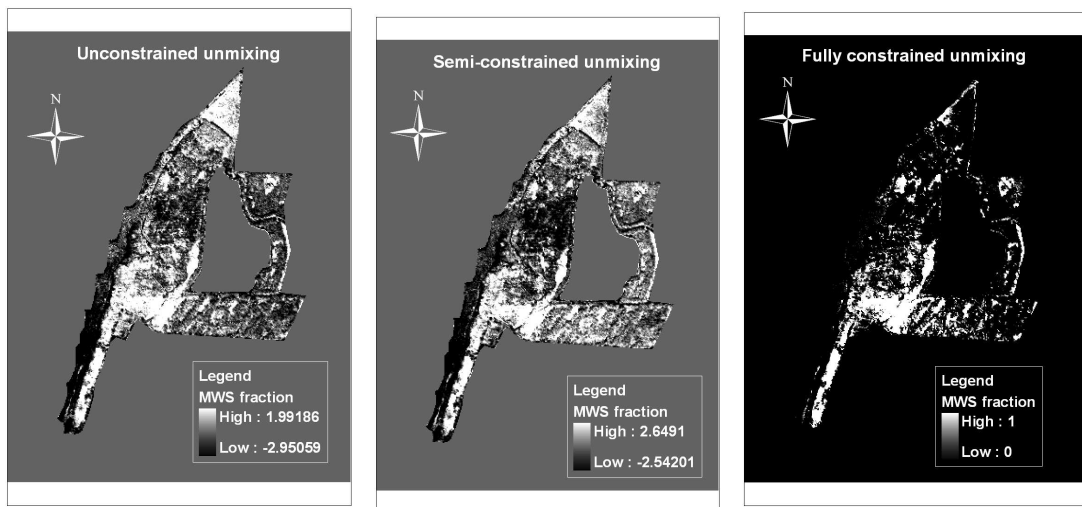 Unconstrained unmixing
N
Legend
MWS fraction
High : 1.99186
Low : -2.95059
Semi-constrained unmixing
N
Legend
MWS fraction
High : 2.6491
Low : -2.54201
Fully constrained unmixing
N
Legend
MWS fraction
High : 1
Low : 0